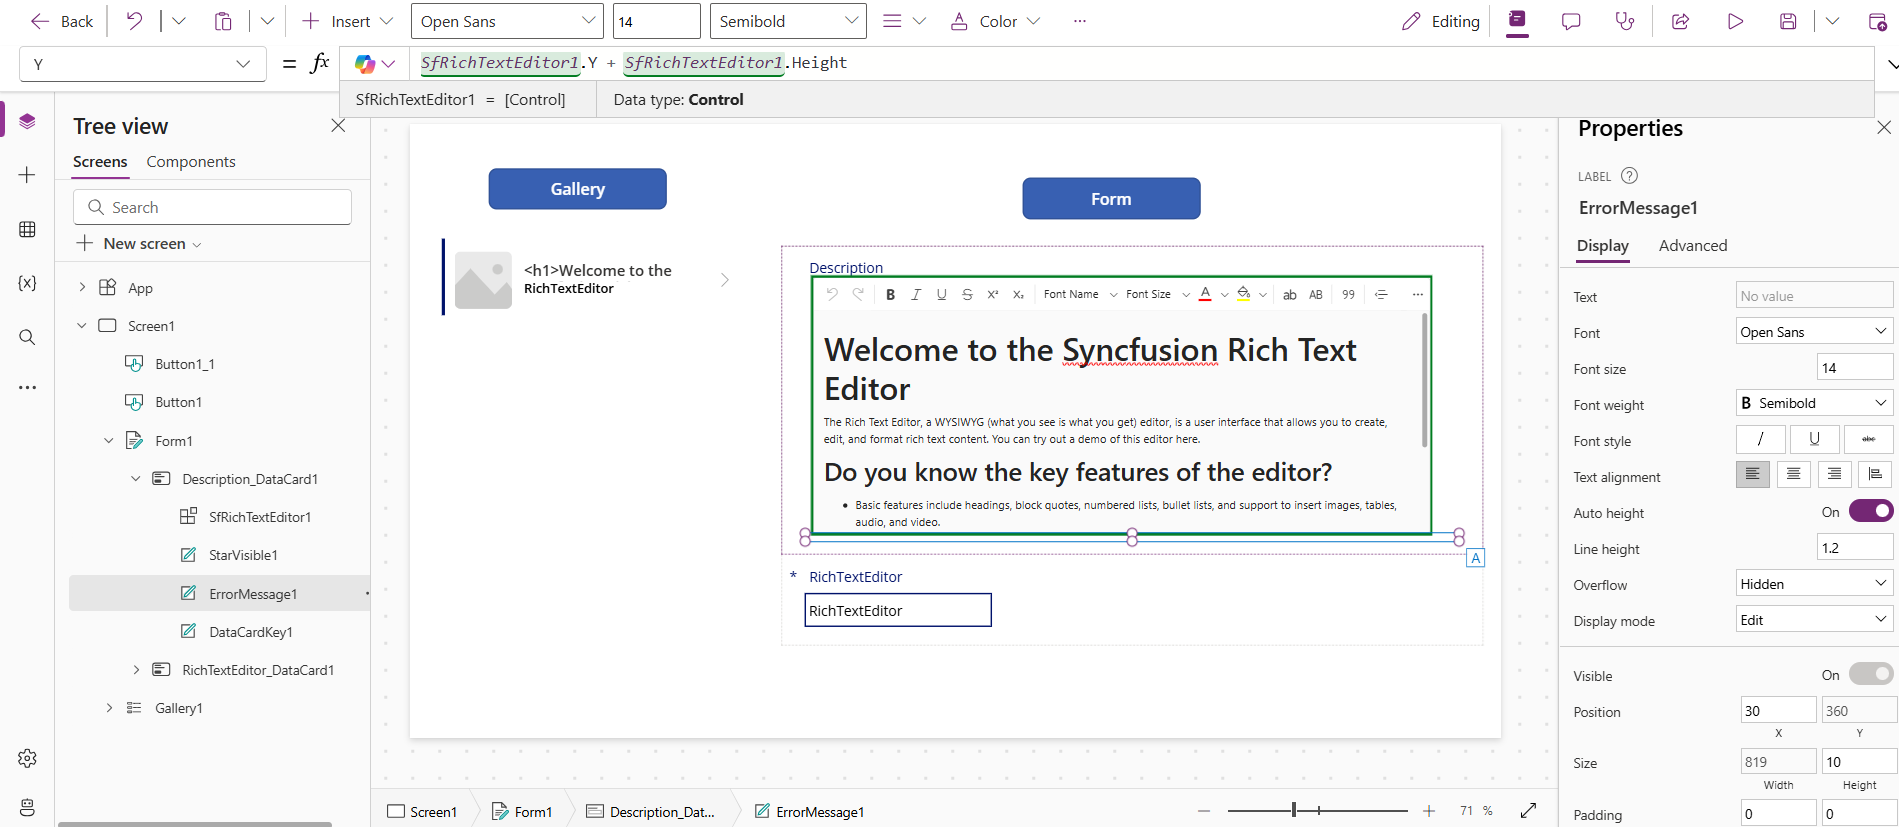 Back
Insert
Open Sans
14
Semibold
Color
...
Editing
Y
= fx
SfRichTextEditor1.Y + SfRichTextEditor1.Height
SfRichTextEditor1 = [Control]
Data type: Control
Tree view
Screens
Components
Search
New screen
App
Screen1
Button1_1
Button1
Form1
Description_DataCard1
SfRichTextEditor1
StarVisible1
ErrorMessage1
DataCardKey1
RichTextEditor_DataCard1
Gallery1
Gallery
Form
<h1>Welcome to the
RichTextEditor
Description
B I U S X² X₂ Font Name Font Size A ab AB 99 ...
Welcome to the Syncfusion Rich Text
Editor
The Rich Text Editor, a WYSIWYG (what you see is what you get) editor, is a user interface that allows you to create,
edit, and format rich text content. You can try out a demo of this editor here.
Do you know the key features of the editor?
• Basic features include headings, block quotes, numbered lists, bullet lists, and support to insert images, tables,
audio, and video.
A
* RichTextEditor
RichTextEditor
Screen1
Form1
Description_Dat...
ErrorMessage1
71 %
Properties
LABEL ?
ErrorMessage1
Display
Advanced
Text
No value
Font
Open Sans
Font size
14
Font weight
B Semibold
Font style
/ U abc
Text alignment
Auto height
On
Line height
1.2
Overflow
Hidden
Display mode
Edit
Visible
On
Position
30
360
X
Y
Size
819
10
Width
Height
Padding
0
0